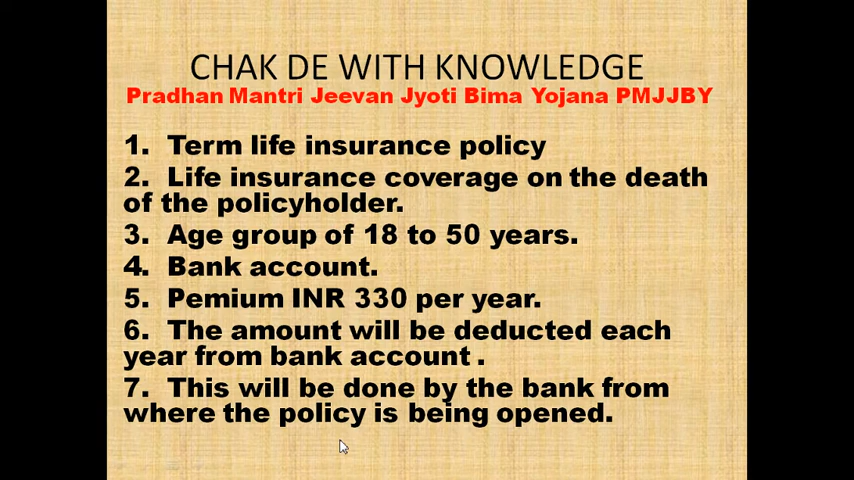 CHAK DE WITH KNOWLEDGE
Pradhan Mantri Jeevan Jyoti Bima Yojana PMJJBY
1. Term life insurance policy
2. Life insurance coverage on the death
of the policyholder.
3. Age group of 18 to 50 years.
4. Bank account.
5. Pemium INR 330 per year.
6. The amount will be deducted each
year from bank account .
7. This will be done by the bank from
where the policy is being opened.